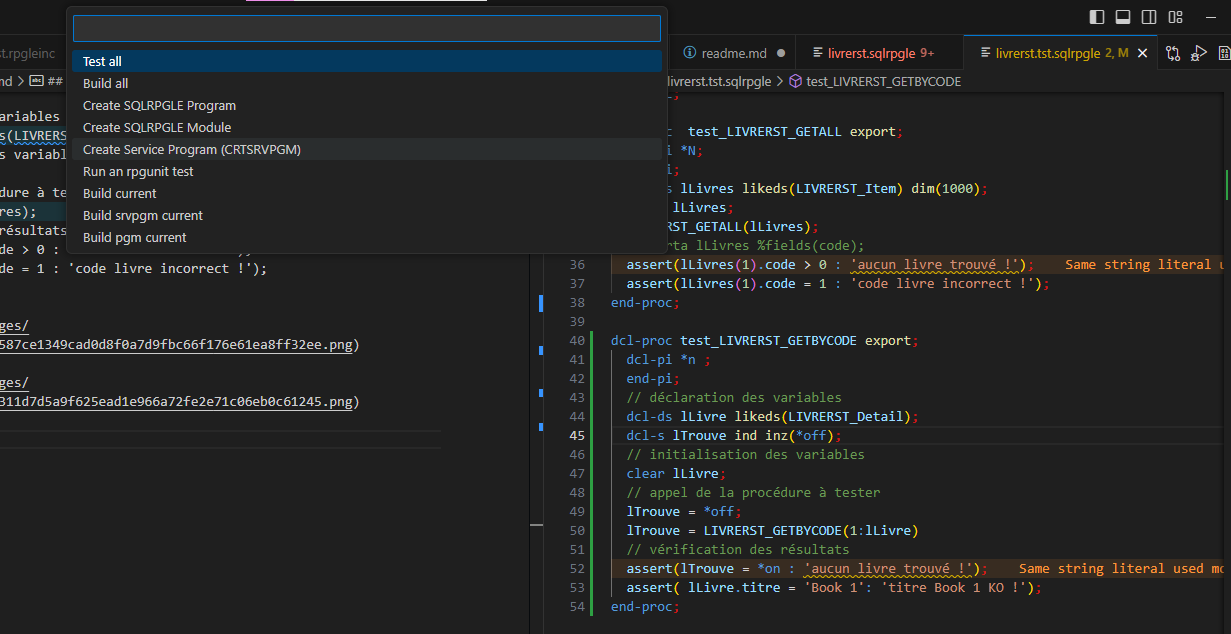 Test all
Build all
Create SQLRPGLE Program
Create SQLRPGLE Module
Create Service Program (CRTSRVPGM)
Run an rpgunit test
Build current
Build srvpgm current
Build pgm current
t.rpgleinc
readme.md
livrerst.sqlrpgle 9+
livrerst.tst.sqlrpgle 2, M
md > ##
livrerst.tst.sqlrpgle > test_LIVRERST_GETBYCODE
ariables
s(LIVRERS
s variabl
dure à te
res);
résultats
de > 0 :
de = 1 : 'code livre incorrect !');
ges/
587ce1349cad0d8f0a7d9fbc66f176e61ea8ff32ee.png)
ges/
311d7d5a9f625ead1e966a72fe2e71c06eb0c61245.png)
test_LIVRERST_GETALL export;
*N;
i;
lLivres likeds(LIVRERST_Item) dim(1000);
lLivres;
RST_GETALL(lLivres);
rta lLivres %fields(code);
36 assert(lLivres(1).code > 0 : 'aucun livre trouvé !'); Same string literal u
37 assert(lLivres(1).code = 1 : 'code livre incorrect !');
38 end-proc;
39
40 dcl-proc test_LIVRERST_GETBYCODE export;
41 dcl-pi *n ;
42 end-pi;
43 // déclaration des variables
44 dcl-ds lLivre likeds(LIVRERST_Detail);
45 dcl-s lTrouve ind inz(*off);
46 // initialisation des variables
47 clear lLivre;
48 // appel de la procédure à tester
49 lTrouve = *off;
50 lTrouve = LIVRERST_GETBYCODE(1:lLivre)
51 // vérification des résultats
52 assert(lTrouve = *on : 'aucun livre trouvé !'); Same string literal used mo
53 assert( lLivre.titre = 'Book 1': 'titre Book 1 KO !');
54 end-proc;